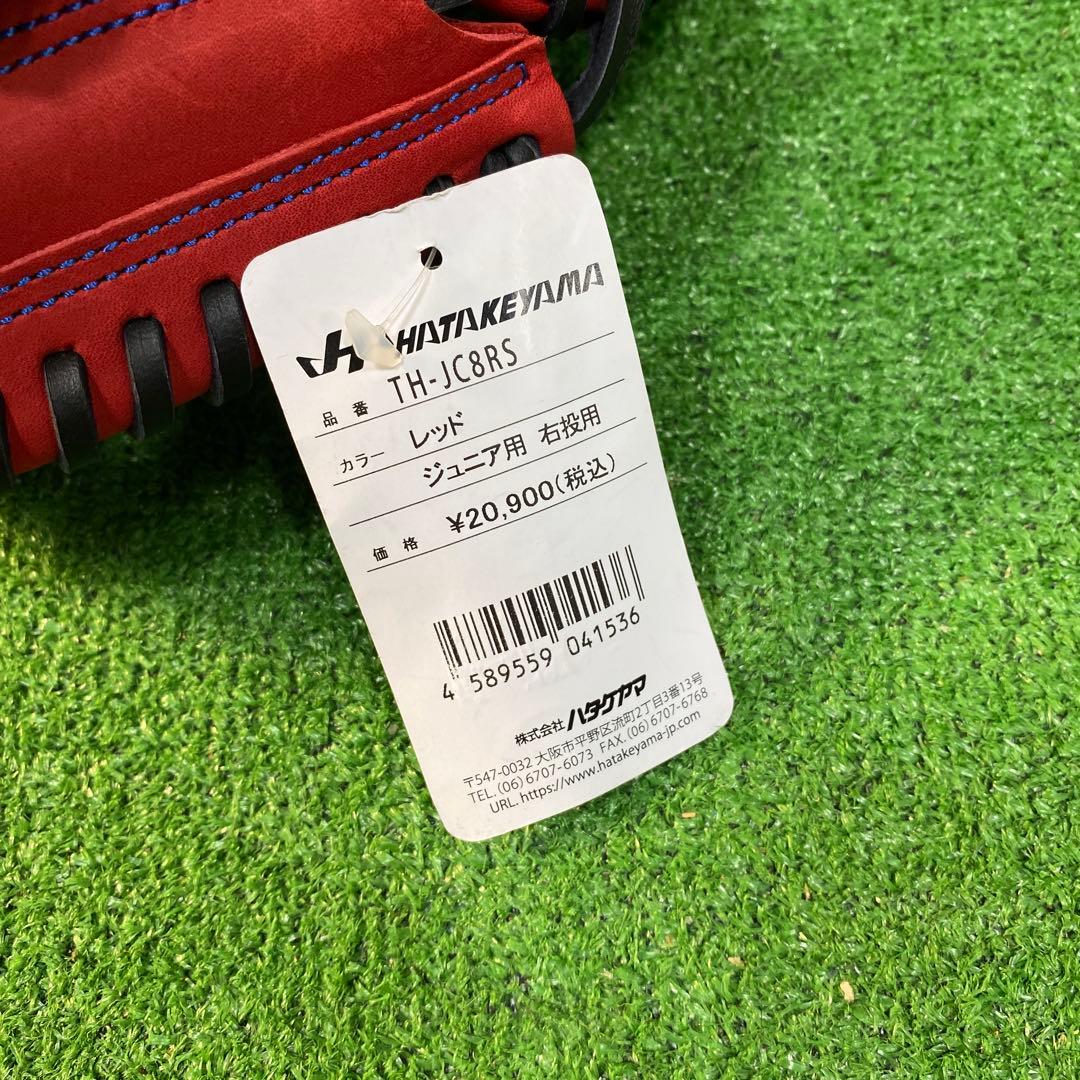 HATAKEYAMA
品番 TH-JC8RS
カラー レッド
ジュニア用 右投用
価格 ¥20,900(税込)
4 589559 041536
株式会社ハタケヤマ
〒547-0032 大阪市平野区流町2丁目3番13号
TEL.(06)6707-6073 FAX.(06)6707-6768
URL. https://www.hatakeyama-jp.com